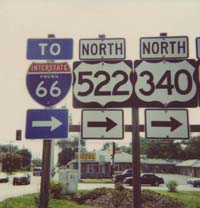 TO
INTERSTATE
VIRGINIA
66
NORTH
522
NORTH
340